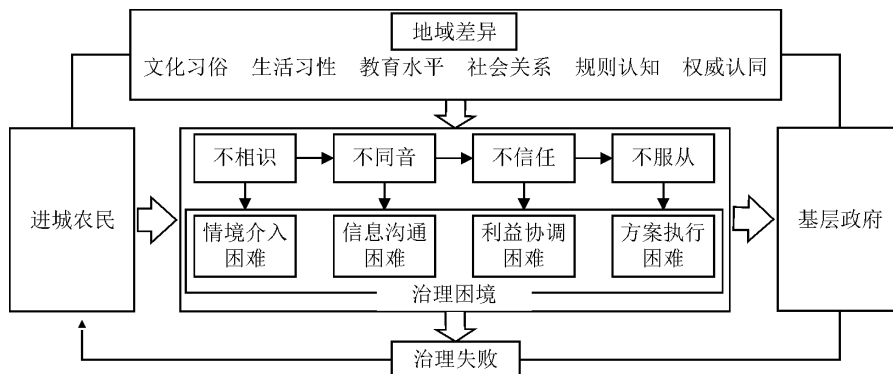 地域差异
文化习俗 生活习性 教育水平 社会关系 规则认知 权威认同
不相识 不同音 不信任 不服从
进城农民
情境介入
困难
信息沟通
困难
利益协调
困难
方案执行
困难
基层政府
治理困境
治理失败